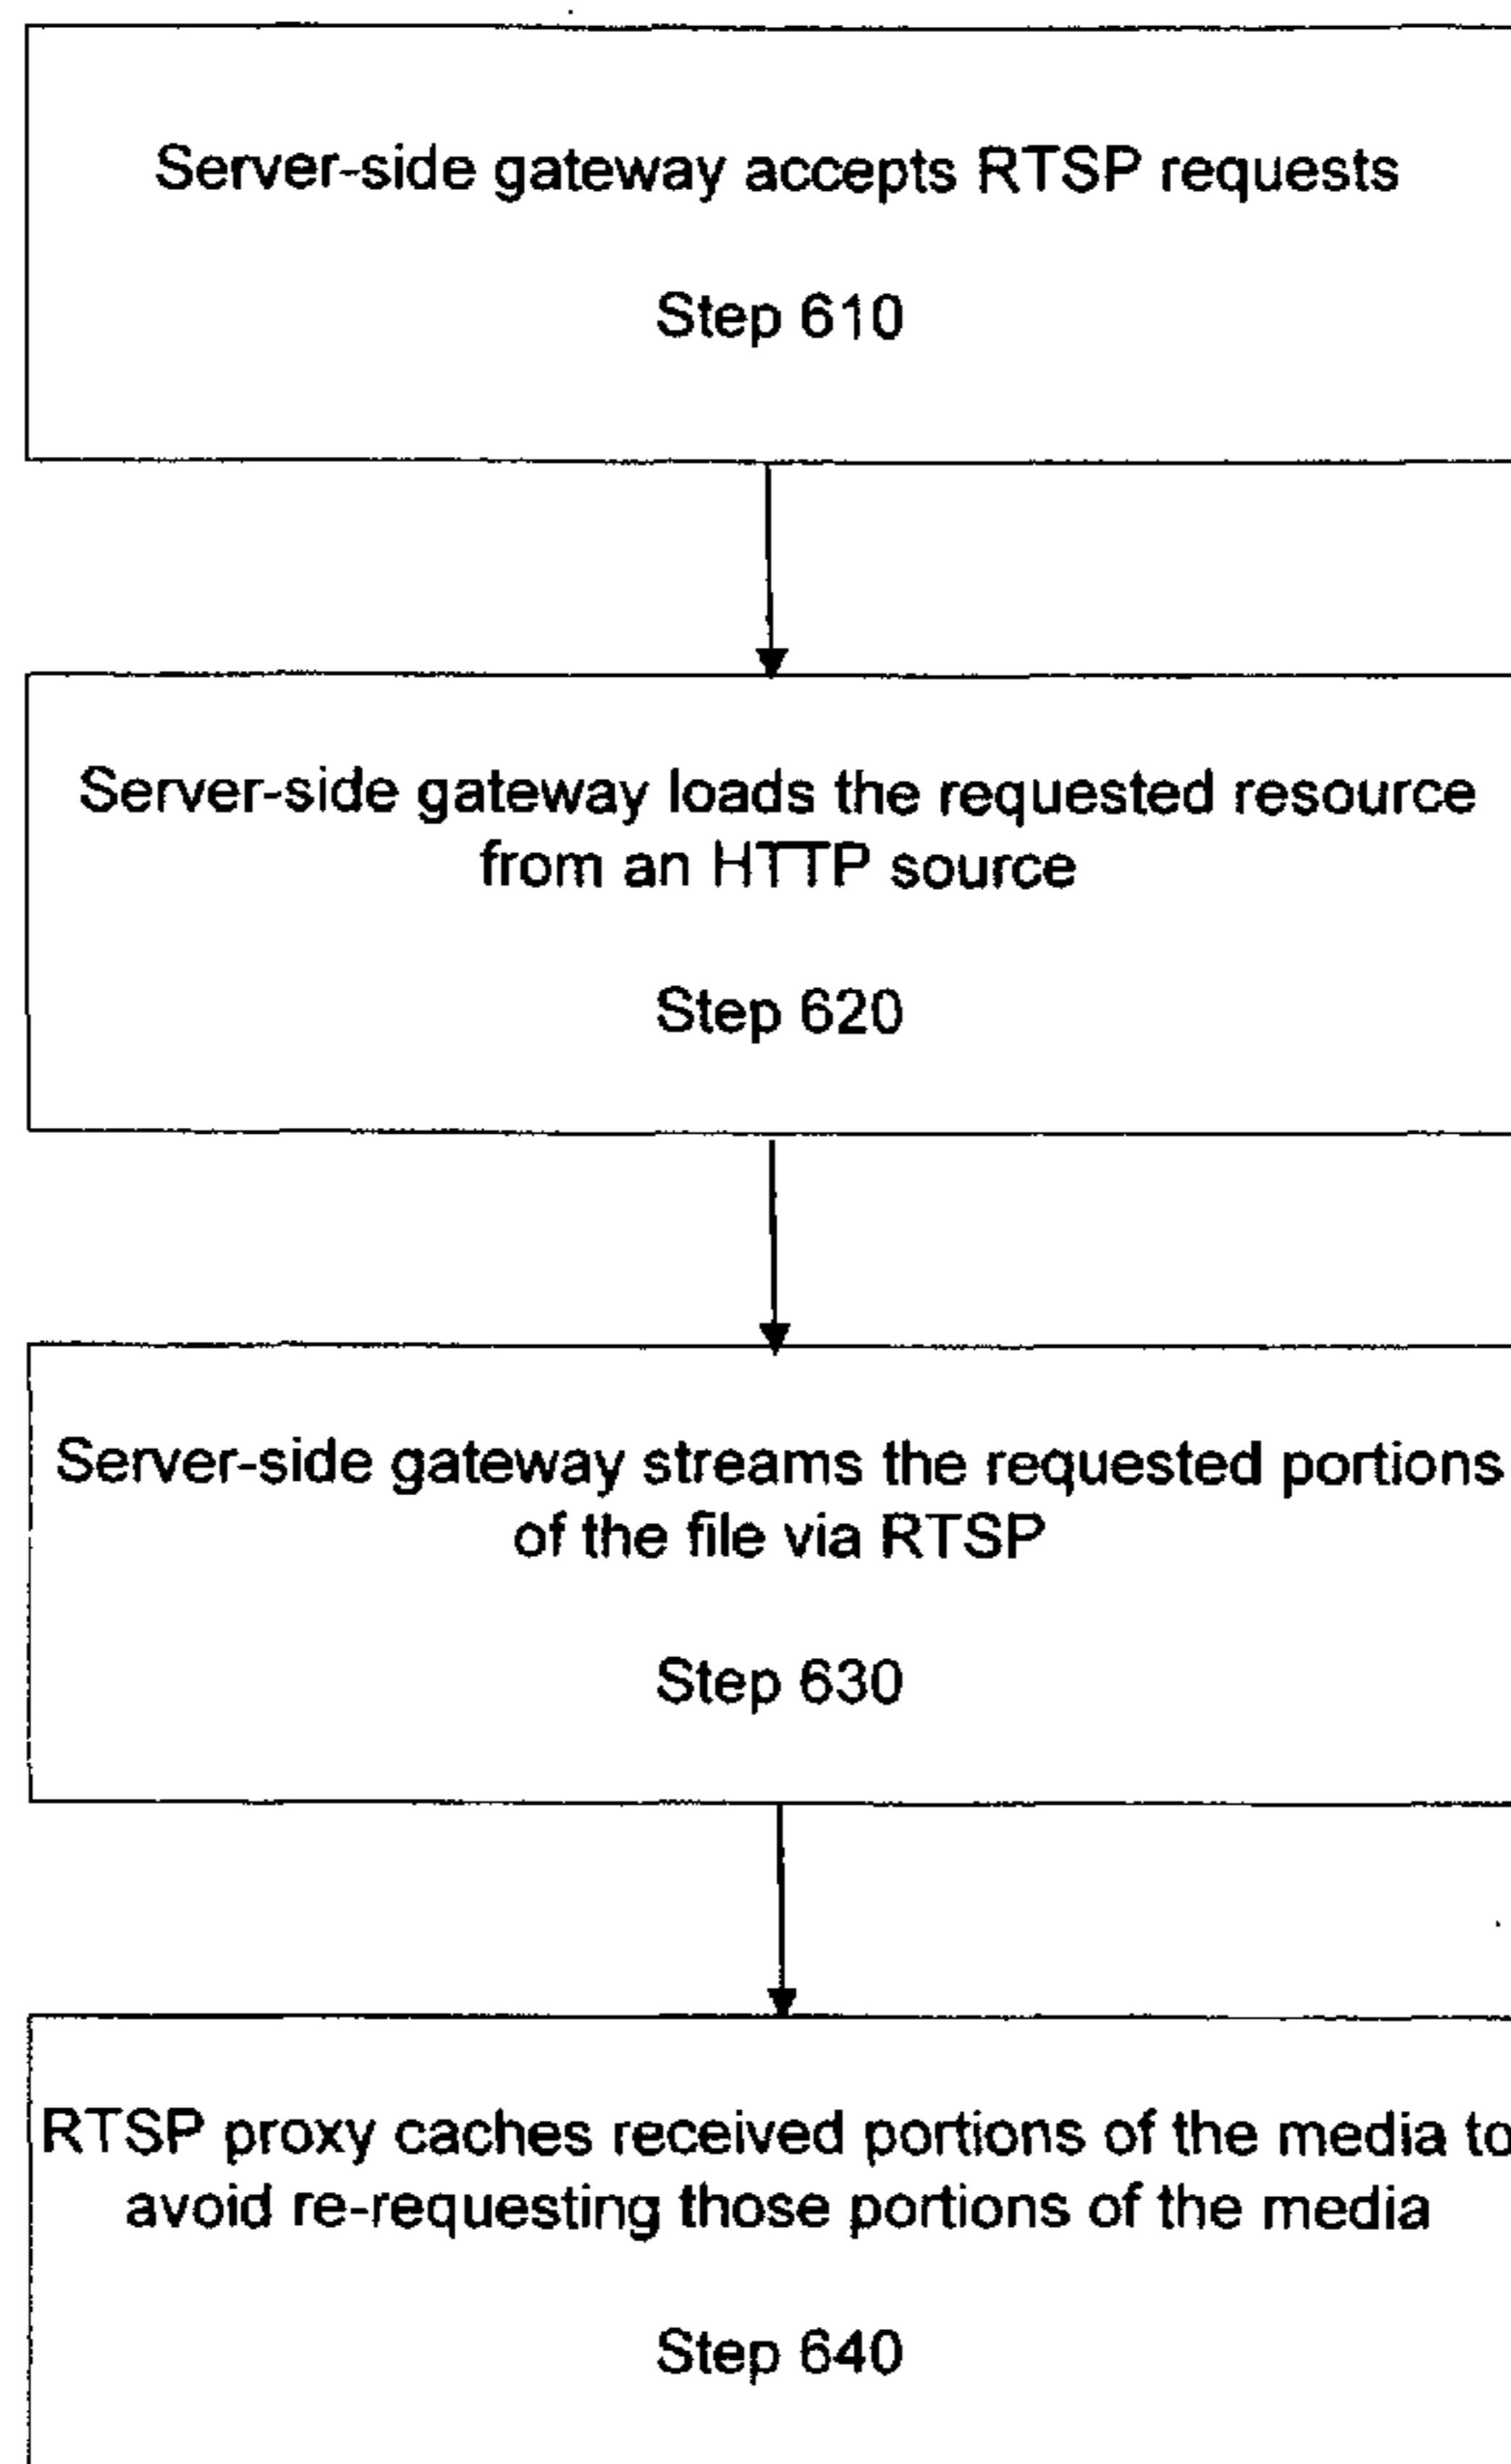 Server-side gateway accepts RTSP requests
Step 610
Server-side gateway loads the requested resource
from an HTTP source
Step 620
Server-side gateway streams the requested portions
of the file via RTSP
Step 630
RTSP proxy caches received portions of the media to
avoid re-requesting those portions of the media
Step 640